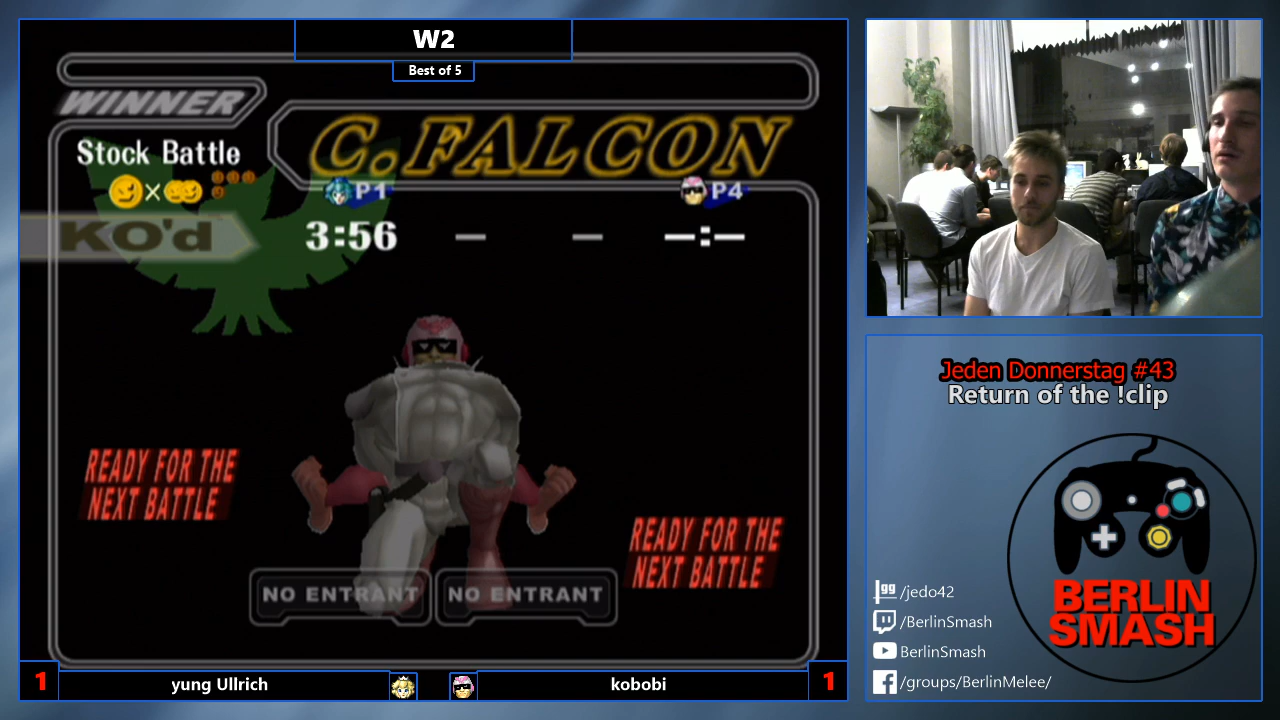 W2
Best of 5
WINNER
C.FALCON
Stock Battle
P1
P4
KO'd
3:56
–
–
–:–
READY FOR THE
NEXT BATTLE
READY FOR THE
NEXT BATTLE
NO ENTRANT
NO ENTRANT
1
yung Ullrich
kobobi
1
Jeden Donnerstag #43
Return of the !clip
BERLIN
SMASH
gg /jedo42
/BerlinSmash
BerlinSmash
/groups/BerlinMelee/